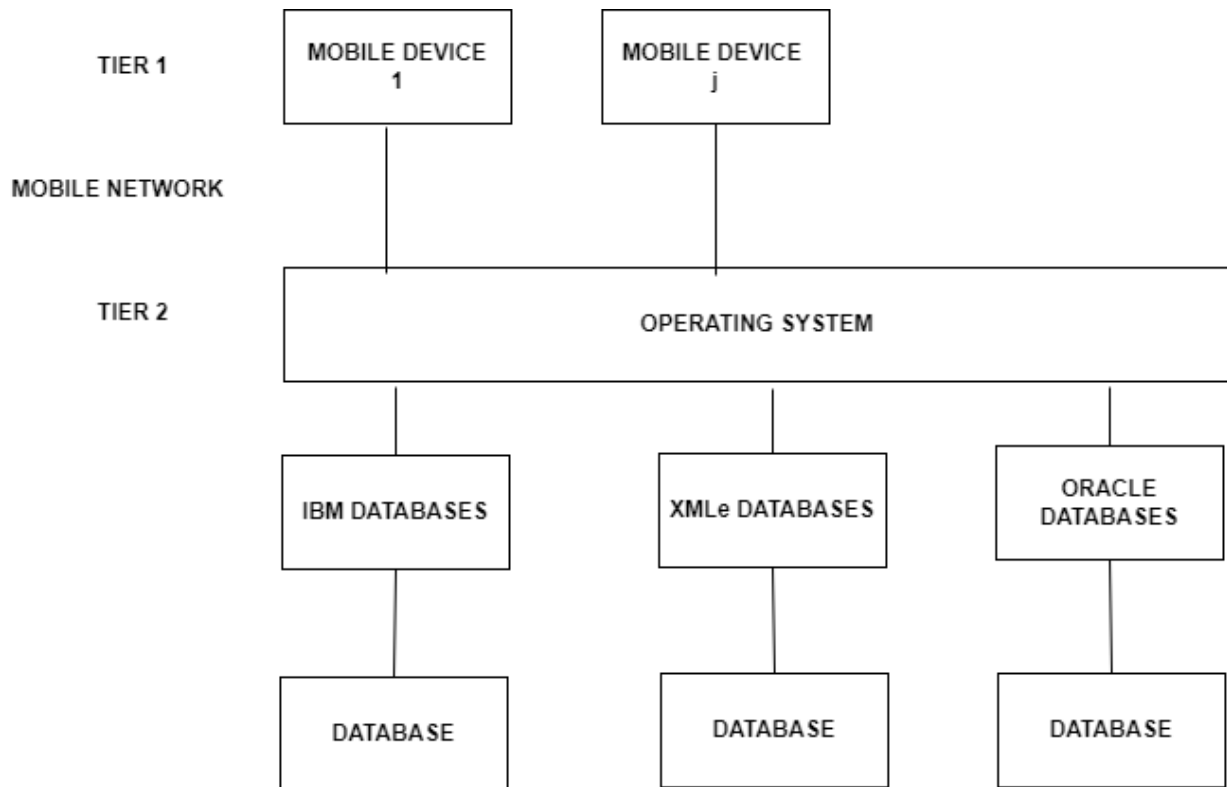 TIER 1
MOBILE DEVICE
1
MOBILE DEVICE
j
MOBILE NETWORK
TIER 2
OPERATING SYSTEM
IBM DATABASES
XMLe DATABASES
ORACLE
DATABASES
DATABASE
DATABASE
DATABASE